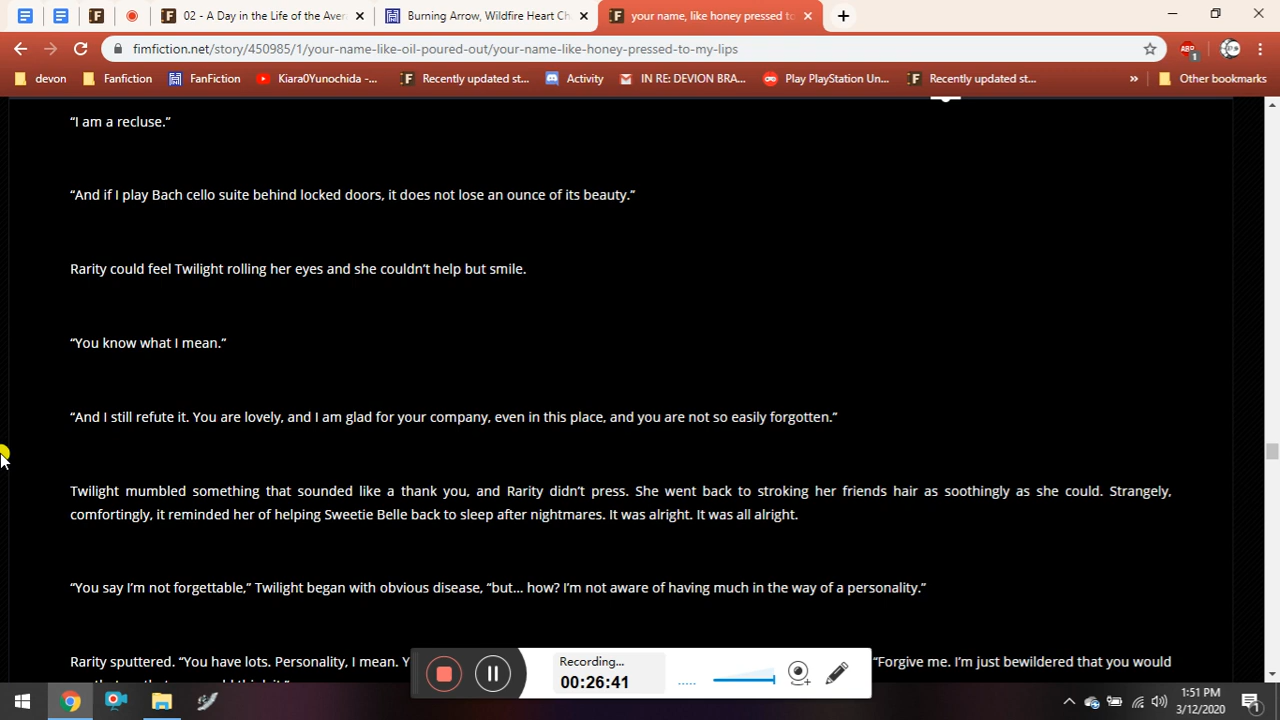 02 - A Day in the Life of the Aver
Burning Arrow, Wildfire Heart Ch
your name, like honey pressed to
fimfiction.net/story/450985/1/your-name-like-oil-poured-out/your-name-like-honey-pressed-to-my-lips
devon
Fanfiction
FanFiction
Kiara0Yunochida -...
Recently updated st...
Activity
IN RE: DEVION BRA...
Play PlayStation Un...
Recently updated st...
»
Other bookmarks
“I am a recluse.”
“And if I play Bach cello suite behind locked doors, it does not lose an ounce of its beauty.”
Rarity could feel Twilight rolling her eyes and she couldn’t help but smile.
“You know what I mean.”
“And I still refute it. You are lovely, and I am glad for your company, even in this place, and you are not so easily forgotten.”
Twilight mumbled something that sounded like a thank you, and Rarity didn’t press. She went back to stroking her friends hair as soothingly as she could. Strangely,
comfortingly, it reminded her of helping Sweetie Belle back to sleep after nightmares. It was alright. It was all alright.
“You say I’m not forgettable,” Twilight began with obvious disease, “but... how? I’m not aware of having much in the way of a personality.”
Rarity sputtered. “You have lots. Personality, I mean. Y
“Forgive me. I’m just bewildered that you would
Recording...
00:26:41
1:51 PM
3/12/2020